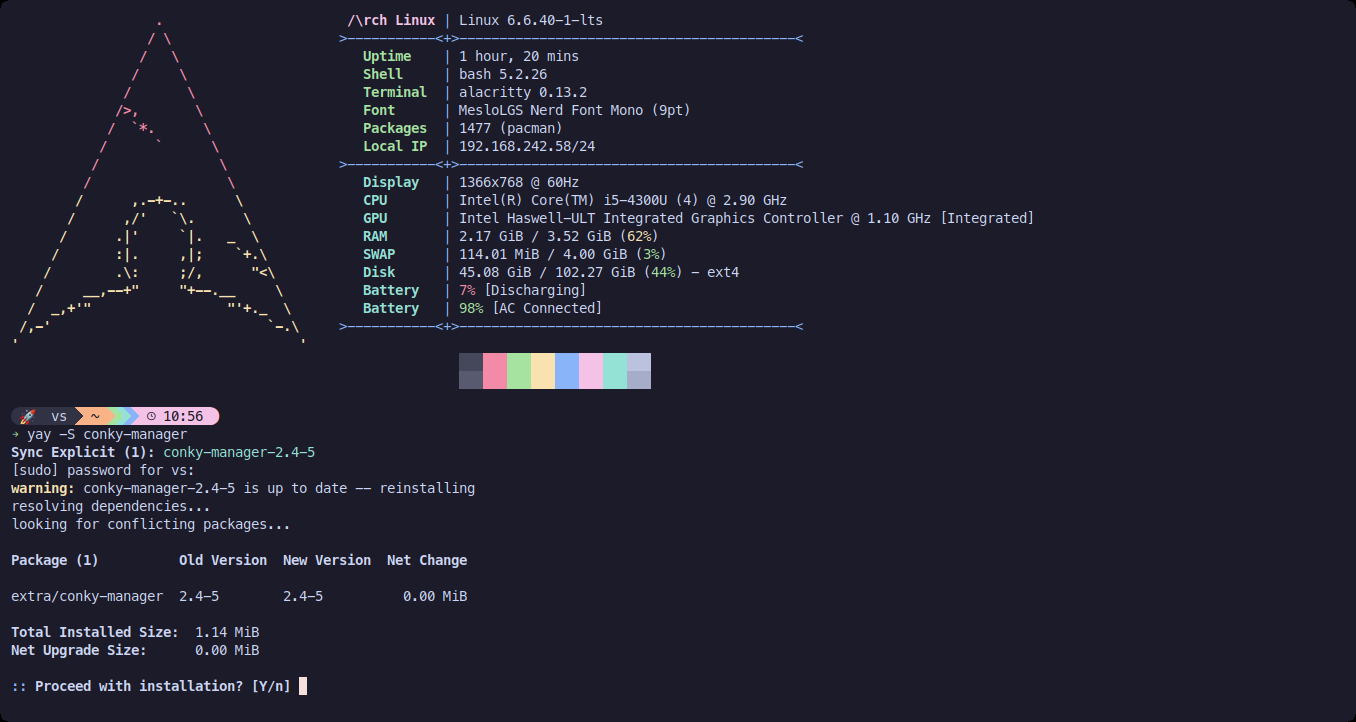 /\rch Linux | Linux 6.6.40-1-lts
>-----------<+>------------------------------------------<
Uptime | 1 hour, 20 mins
Shell | bash 5.2.26
Terminal | alacritty 0.13.2
Font | MesloLGS Nerd Font Mono (9pt)
Packages | 1477 (pacman)
Local IP | 192.168.242.58/24
>-----------<+>------------------------------------------<
Display | 1366x768 @ 60Hz
CPU | Intel(R) Core(TM) i5-4300U (4) @ 2.90 GHz
GPU | Intel Haswell-ULT Integrated Graphics Controller @ 1.10 GHz [Integrated]
RAM | 2.17 GiB / 3.52 GiB (62%)
SWAP | 114.01 MiB / 4.00 GiB (3%)
Disk | 45.08 GiB / 102.27 GiB (44%) - ext4
Battery | 7% [Discharging]
Battery | 98% [AC Connected]
>-----------<+>------------------------------------------<
🚀 vs ~ 10:56
→ yay -S conky-manager
Sync Explicit (1): conky-manager-2.4-5
[sudo] password for vs:
warning: conky-manager-2.4-5 is up to date -- reinstalling
resolving dependencies...
looking for conflicting packages...
Package (1) Old Version New Version Net Change
extra/conky-manager 2.4-5 2.4-5 0.00 MiB
Total Installed Size: 1.14 MiB
Net Upgrade Size: 0.00 MiB
:: Proceed with installation? [Y/n]